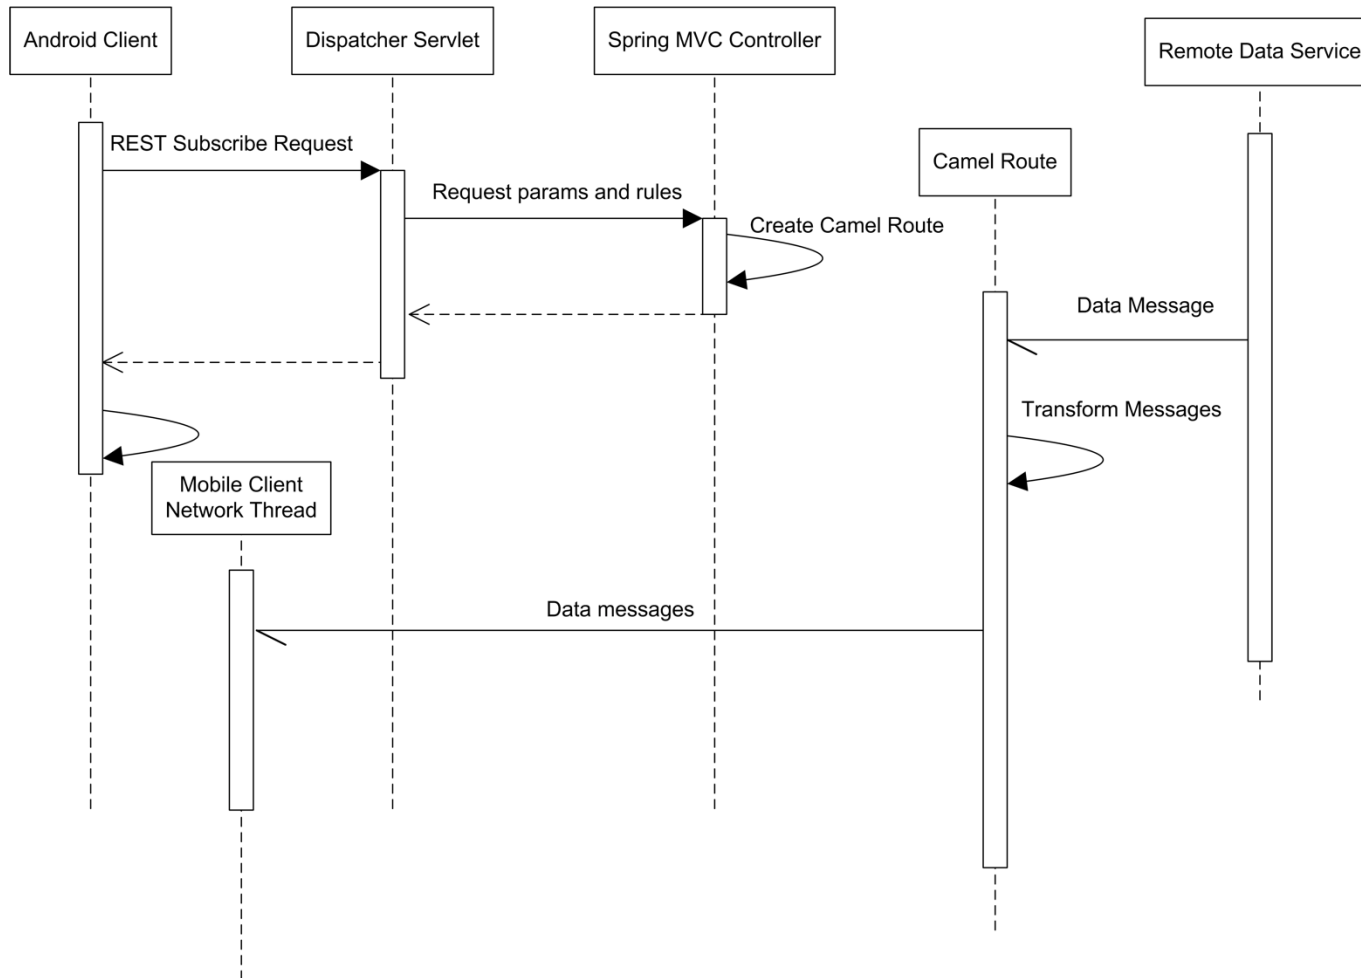 Android Client
Dispatcher Servlet
Spring MVC Controller
Remote Data Service
Camel Route
REST Subscribe Request
Request params and rules
Create Camel Route
Data Message
Transform Messages
Mobile Client
Network Thread
Data messages